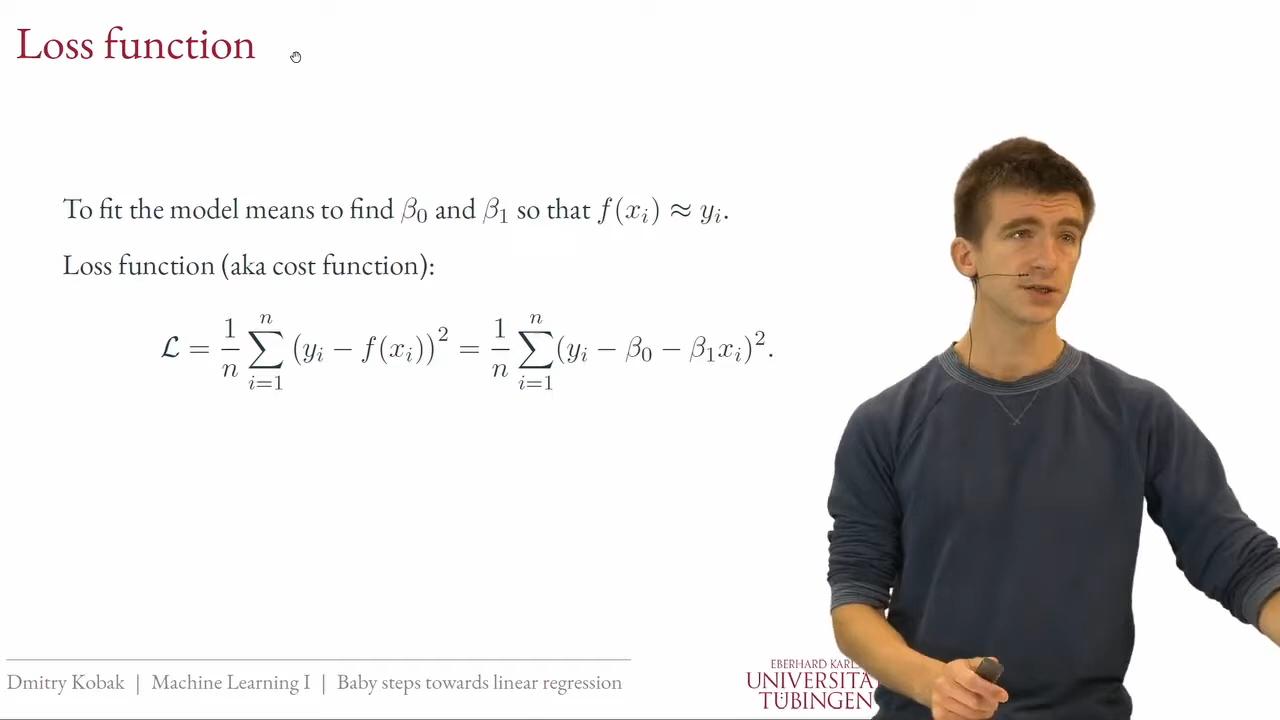 Loss function
To fit the model means to find β₀ and β₁ so that f(xᵢ) ≈ yᵢ.
Loss function (aka cost function):
ℒ = 1/n ∑ᵢ₌₁ⁿ (yᵢ − f(xᵢ))² = 1/n ∑ᵢ₌₁ⁿ (yᵢ − β₀ − β₁xᵢ)².
Dmitry Kobak | Machine Learning I | Baby steps towards linear regression
EBERHARD KARL
UNIVERSITÄ
TÜBINGEN